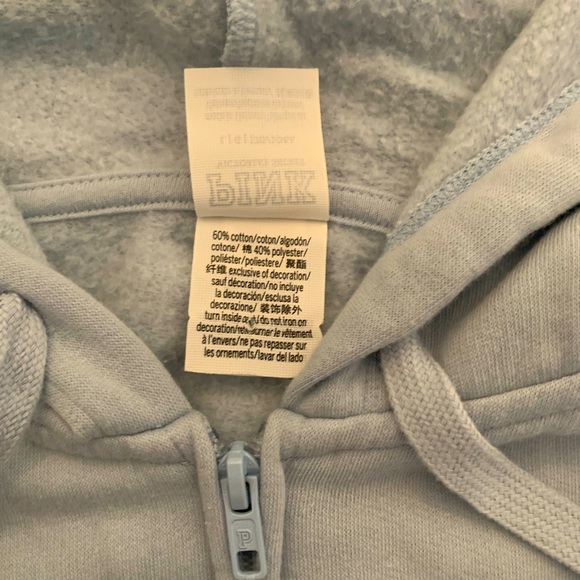 PINK
60% cotton/coton/algodón/
cotone/ 棉 40% polyester/
poliéster/poliestere/ 聚酯
纤维 exclusive of decoration/
sauf décoration/no incluye
la decoración/esclusa la
decorazione/ 装饰除外
turn inside do not iron on
decoration/retourner le vêtement
à l'envers/ne pas repasser sur
les ornements/lavar del lado
P